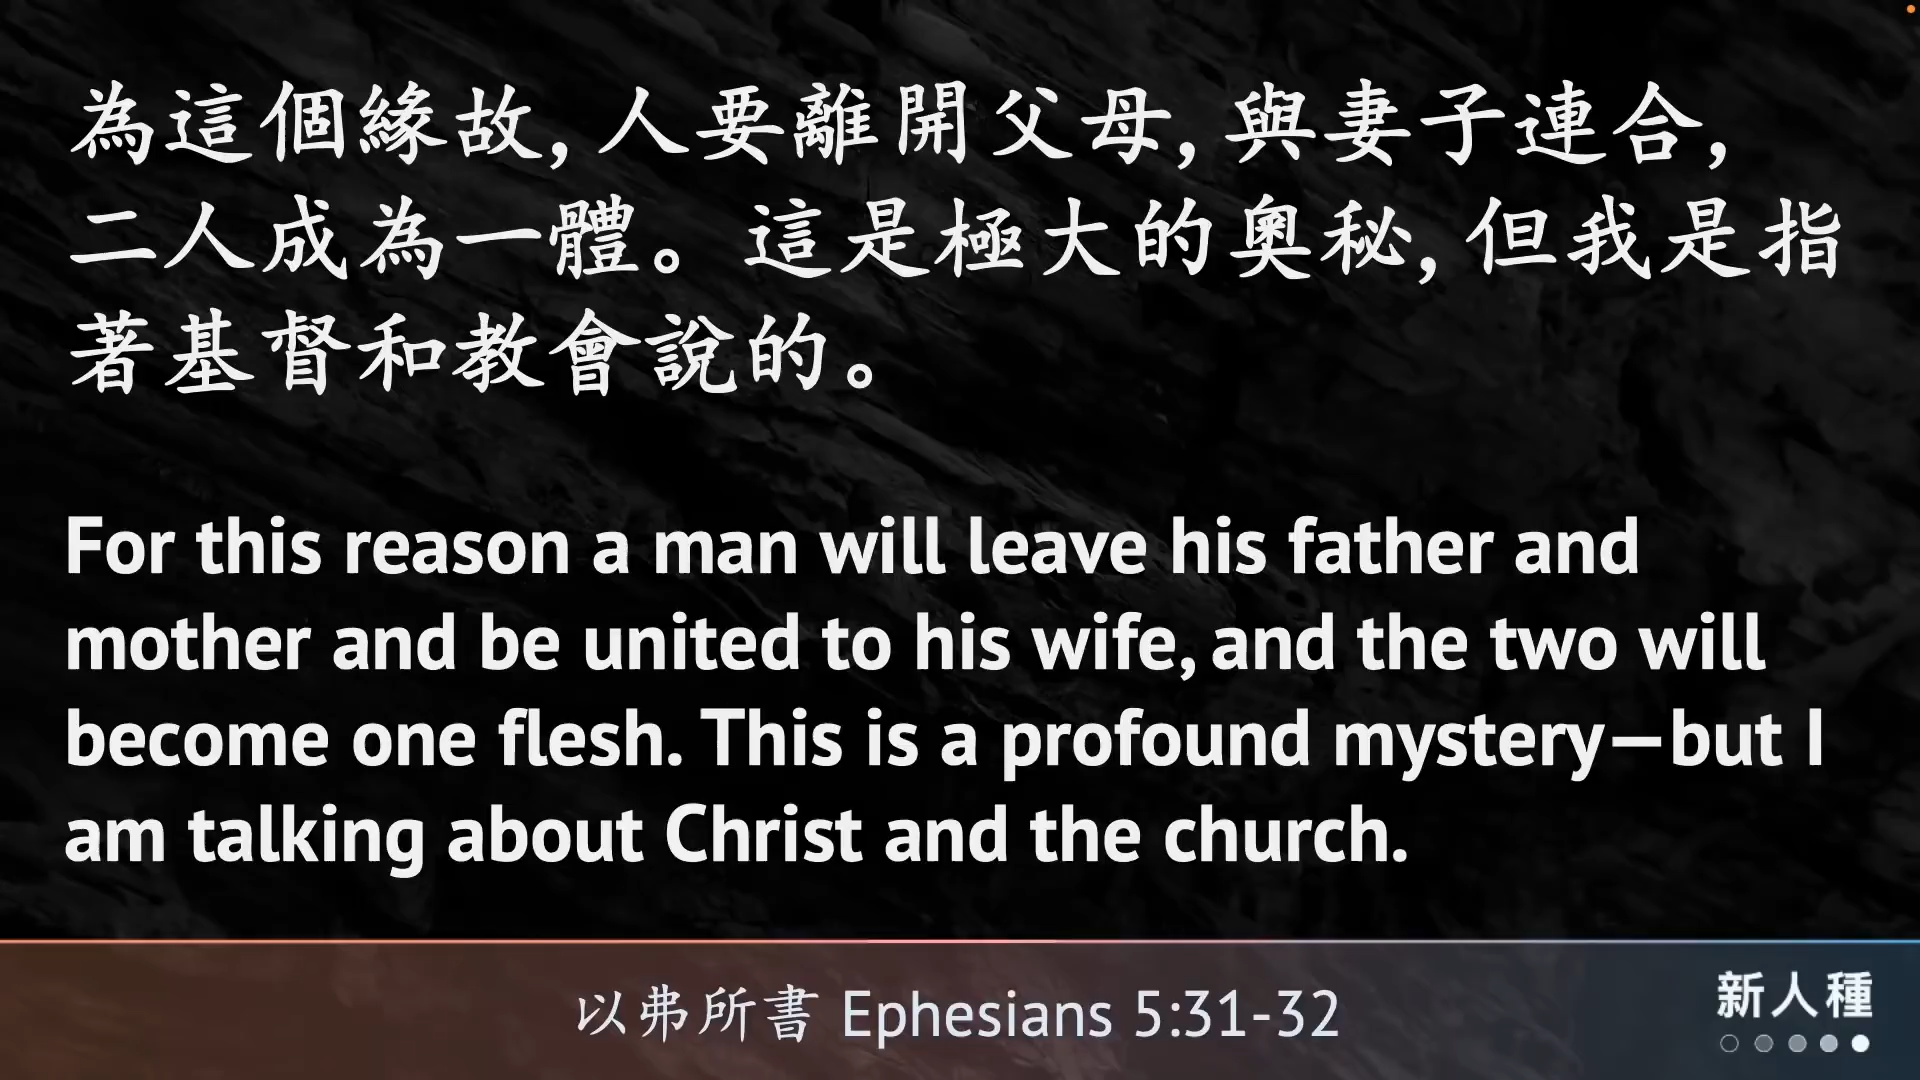 為這個緣故,人要離開父母,與妻子連合,
二人成為一體。這是極大的奧秘,但我是指
著基督和教會說的。
For this reason a man will leave his father and
mother and be united to his wife, and the two will
become one flesh. This is a profound mystery—but I
am talking about Christ and the church.
以弗所書 Ephesians 5:31-32
新人種